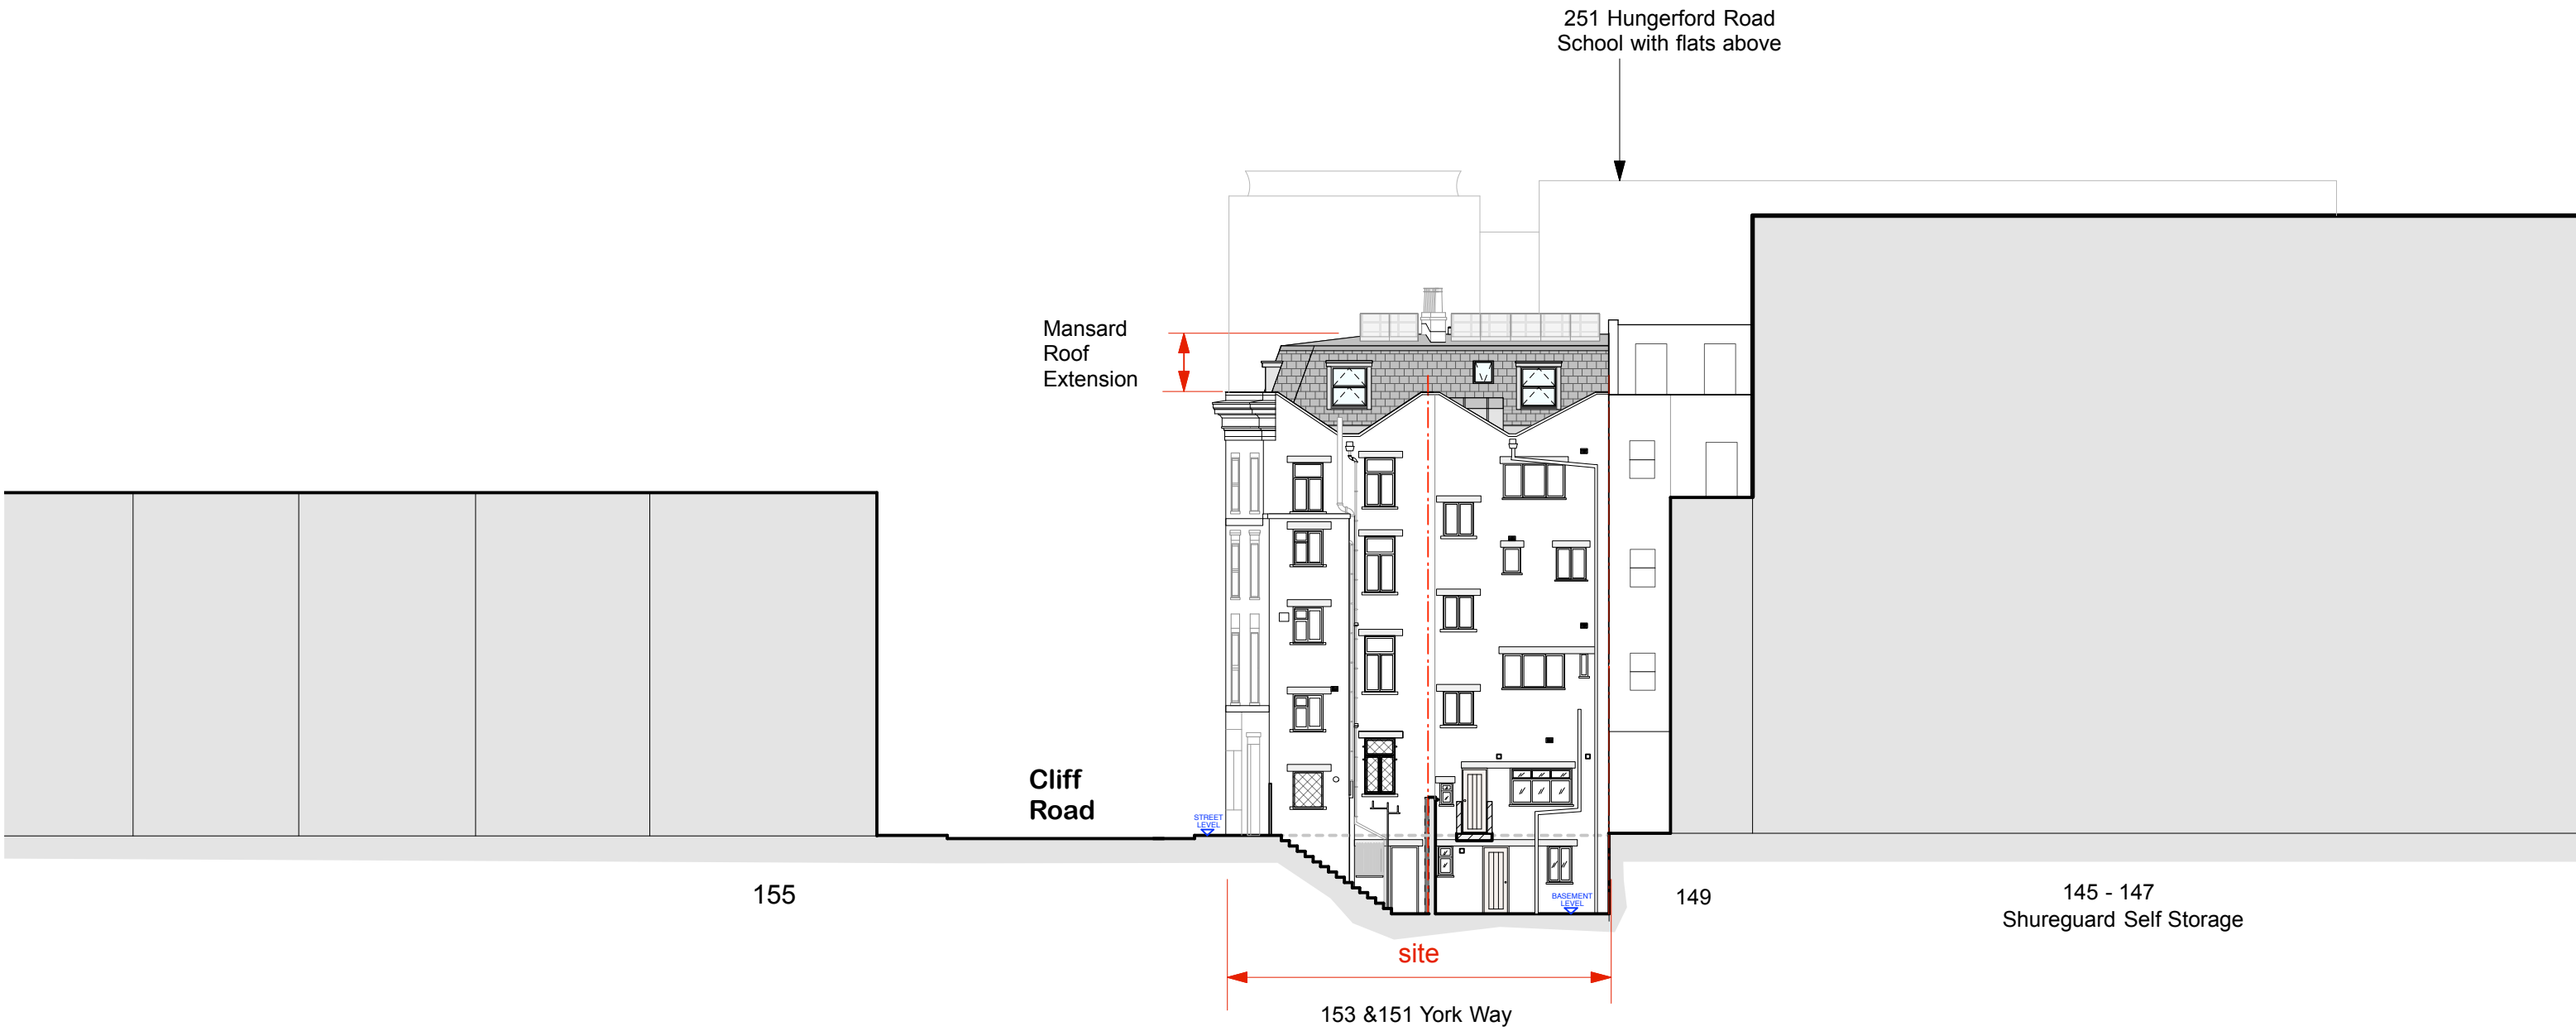 251 Hungerford Road
School with flats above
Mansard
Roof
Extension
Cliff
Road
STREET
LEVEL
155
BASEMENT
LEVEL
149
145 - 147
Shureguard Self Storage
site
153 &151 York Way